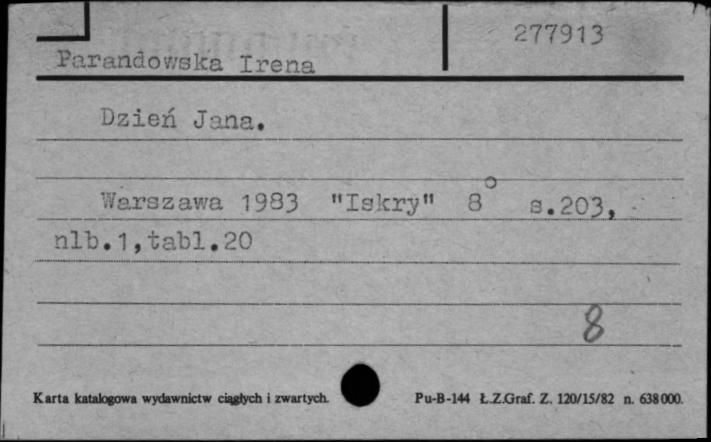 277913
Parandowska Irena
Dzień Jana.
Warszawa 1983 "Iskry" 8° s.203,
nlb.1,tabl.20
8
Karta katalogowa wydawnictw ciągłych i zwartych. Pu-B-144 Ł.Z.Graf. Z. 120/15/82 n. 638000.